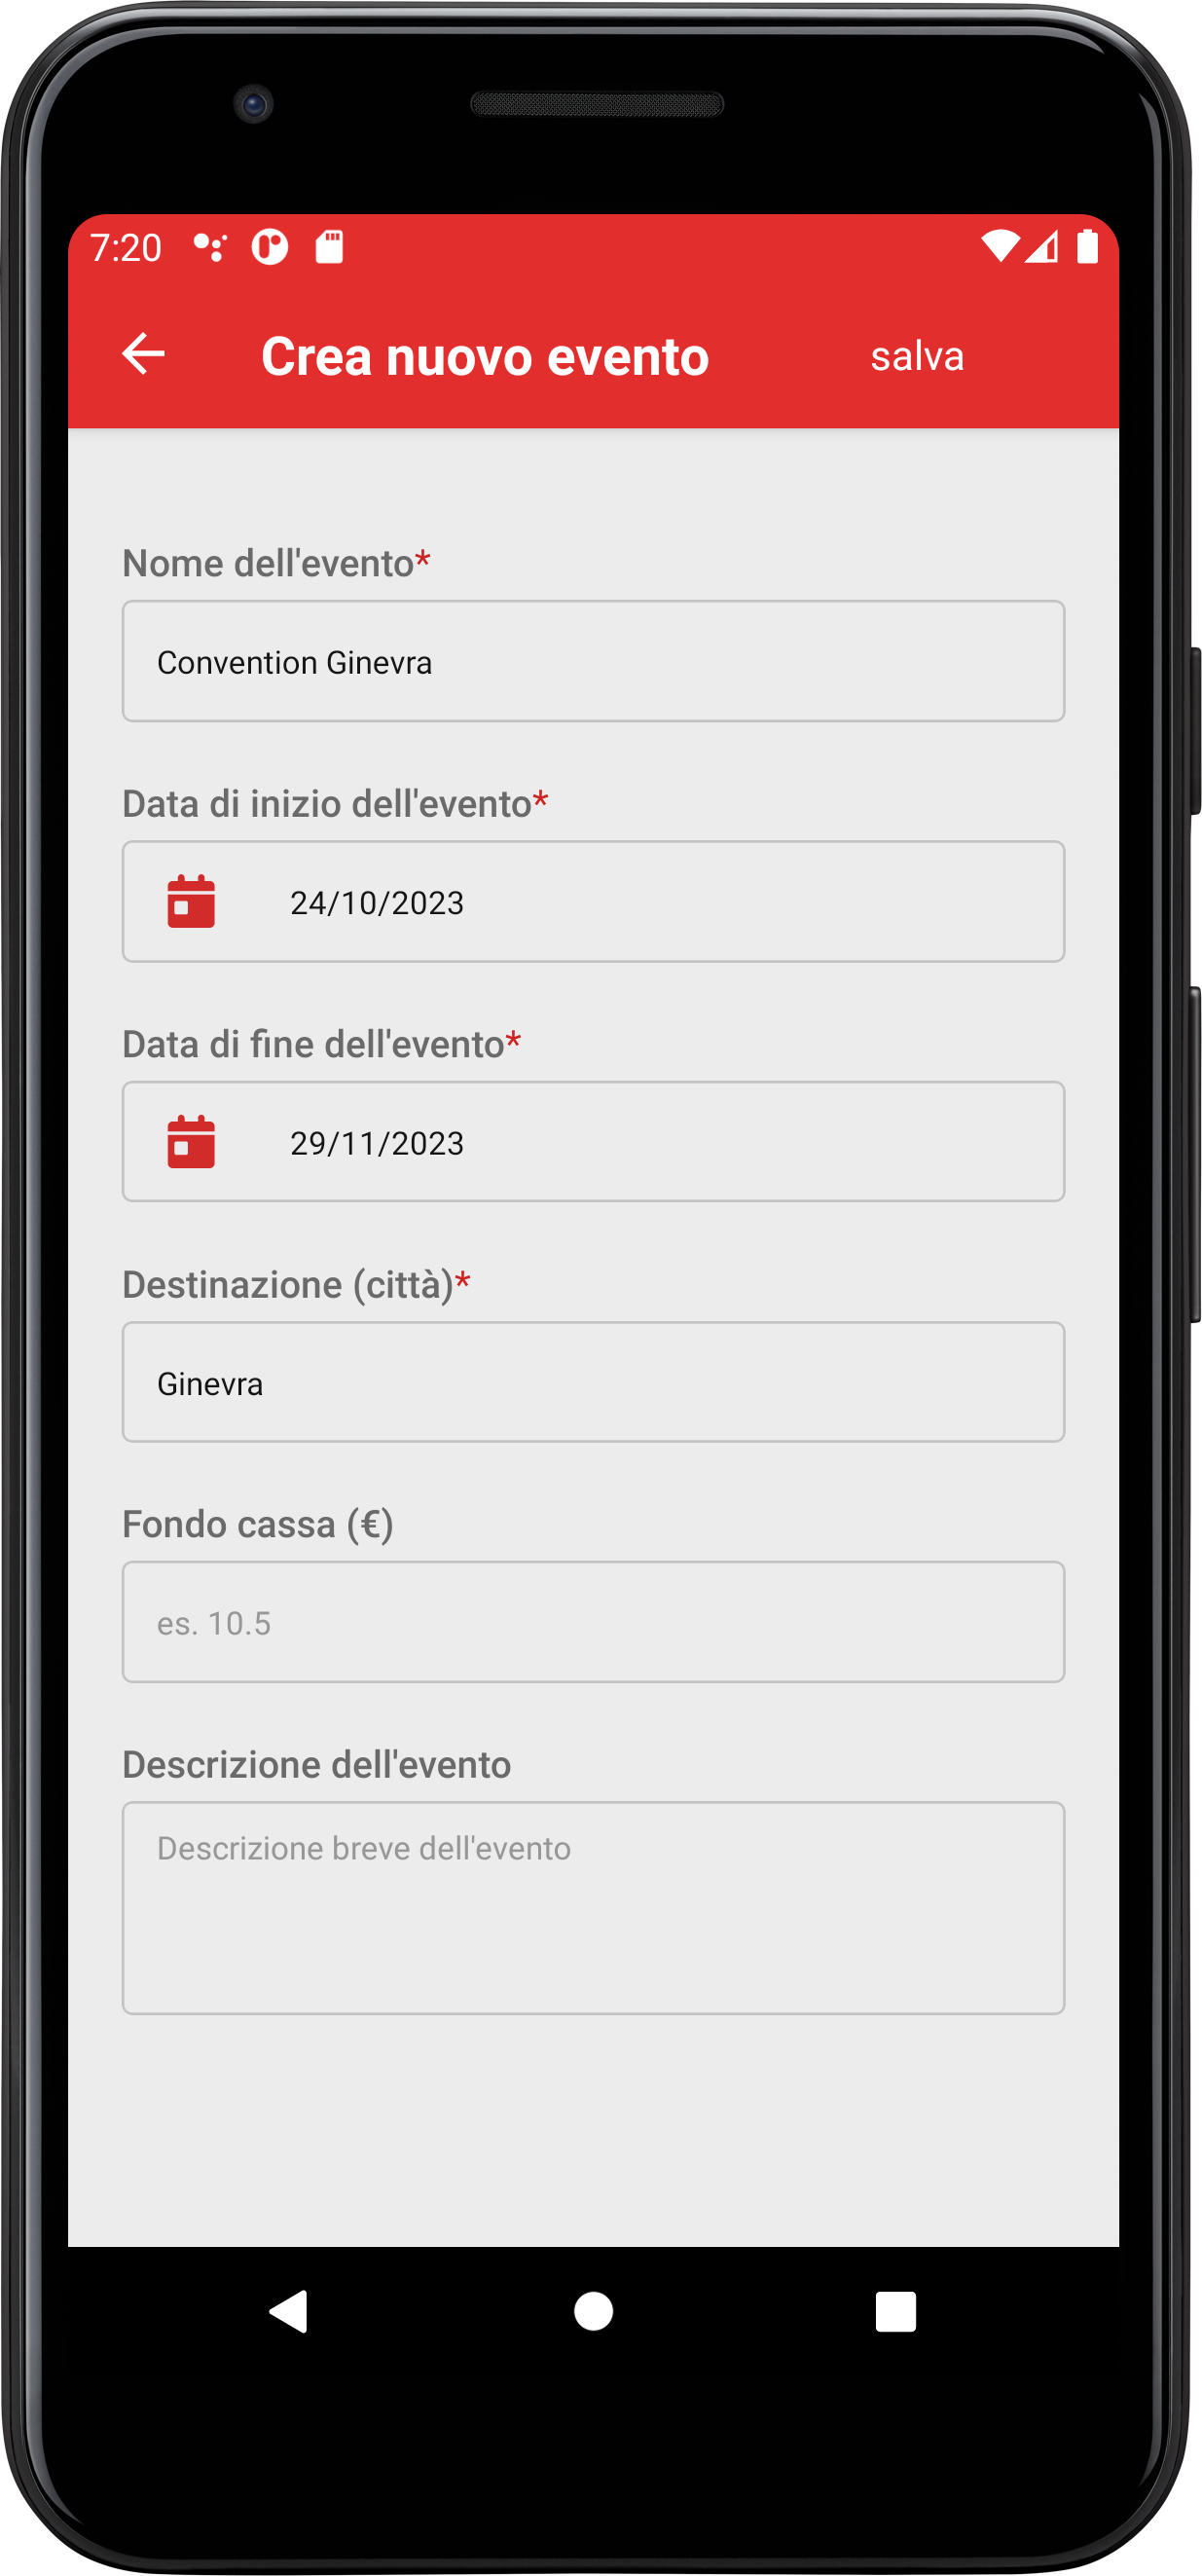 7:20
Crea nuovo evento salva
Nome dell'evento*
Convention Ginevra
Data di inizio dell'evento*
24/10/2023
Data di fine dell'evento*
29/11/2023
Destinazione (città)*
Ginevra
Fondo cassa (€)
es. 10.5
Descrizione dell'evento
Descrizione breve dell'evento